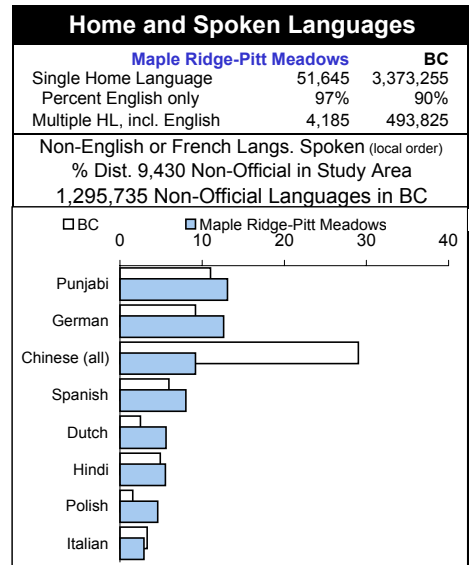 Home and Spoken Languages
Maple Ridge-Pitt Meadows BC
Single Home Language 51,645 3,373,255
Percent English only 97% 90%
Multiple HL, incl. English 4,185 493,825
Non-English or French Langs. Spoken (local order)
% Dist. 9,430 Non-Official in Study Area
1,295,735 Non-Official Languages in BC
BC Maple Ridge-Pitt Meadows
0 10 20 30 40
Punjabi
German
Chinese (all)
Spanish
Dutch
Hindi
Polish
Italian